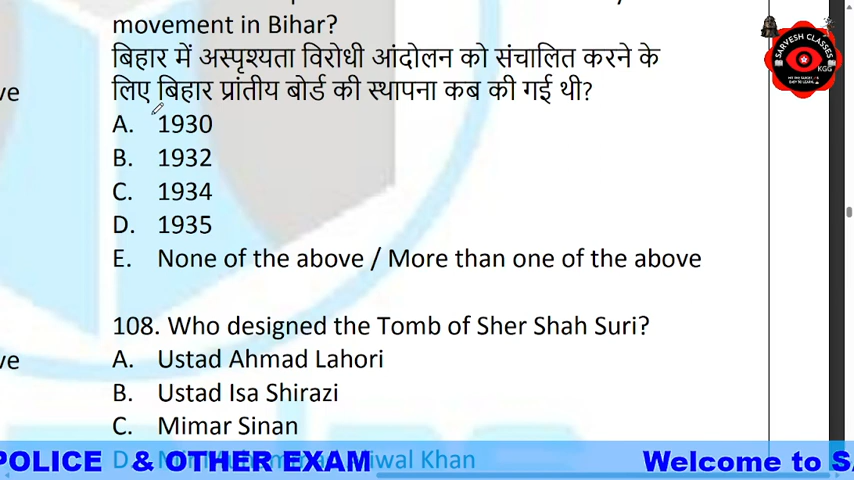 movement in Bihar?
बिहार में अस्पृश्यता विरोधी आंदोलन को संचालित करने के
लिए बिहार प्रांतीय बोर्ड की स्थापना कब की गई थी?
ve
A. 1930
B. 1932
C. 1934
D. 1935
E. None of the above / More than one of the above
108. Who designed the Tomb of Sher Shah Suri?
ve
A. Ustad Ahmad Lahori
B. Ustad Isa Shirazi
C. Mimar Sinan
D. Khan
POLICE & OTHER EXAM Welcome to S
SARVESH CLASSES
KGG